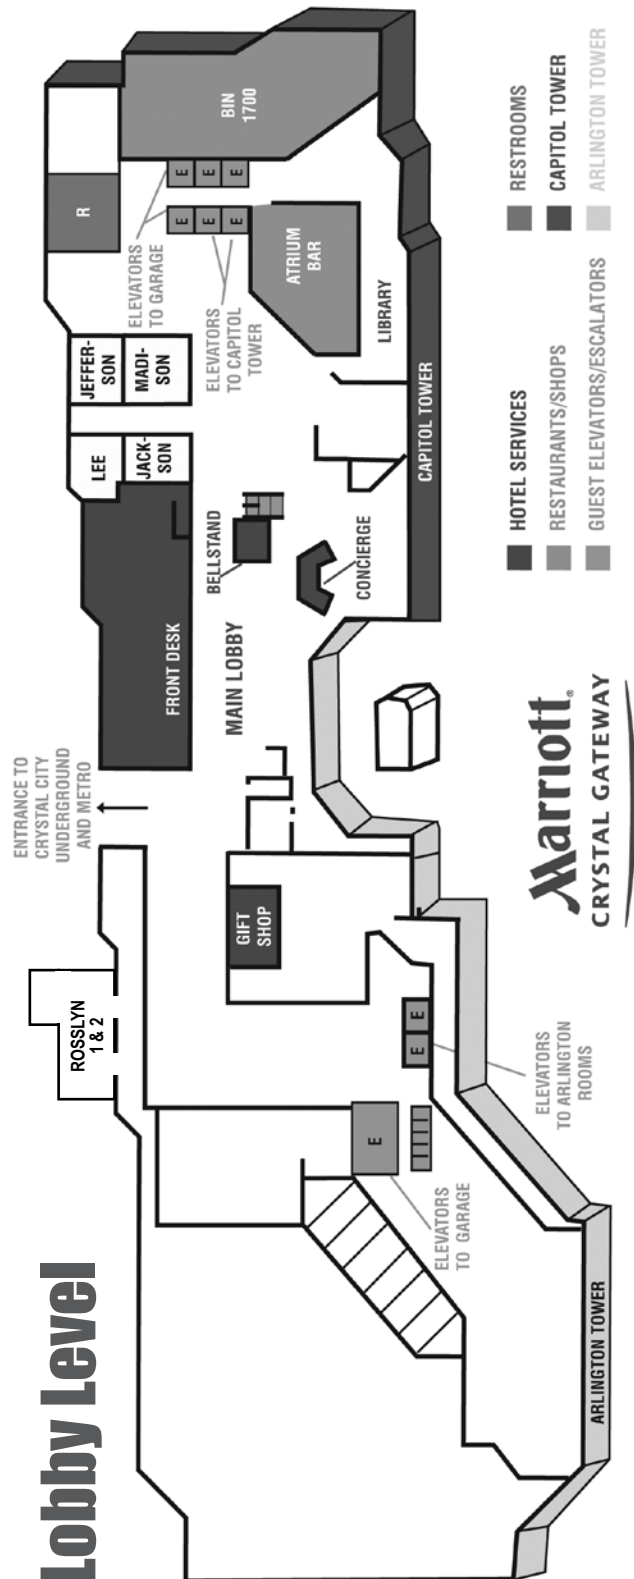 Lobby Level
ROSSLYN
1 & 2
ENTRANCE TO
CRYSTAL CITY
UNDERGROUND
AND METRO
FRONT DESK
LEE
JACK-
SON
JEFFER-
SON
MADI-
SON
R
ELEVATORS
TO GARAGE
E
E
E
E
E
E
BIN
1700
ELEVATORS
TO CAPITOL
TOWER
ATRIUM
BAR
LIBRARY
BELLSTAND
MAIN LOBBY
CONCIERGE
CAPITOL TOWER
GIFT
SHOP
E
E
ELEVATORS
TO ARLINGTON
ROOMS
E
ELEVATORS
TO GARAGE
ARLINGTON TOWER
Marriott®
CRYSTAL GATEWAY
HOTEL SERVICES
RESTAURANTS/SHOPS
GUEST ELEVATORS/ESCALATORS
RESTROOMS
CAPITOL TOWER
ARLINGTON TOWER